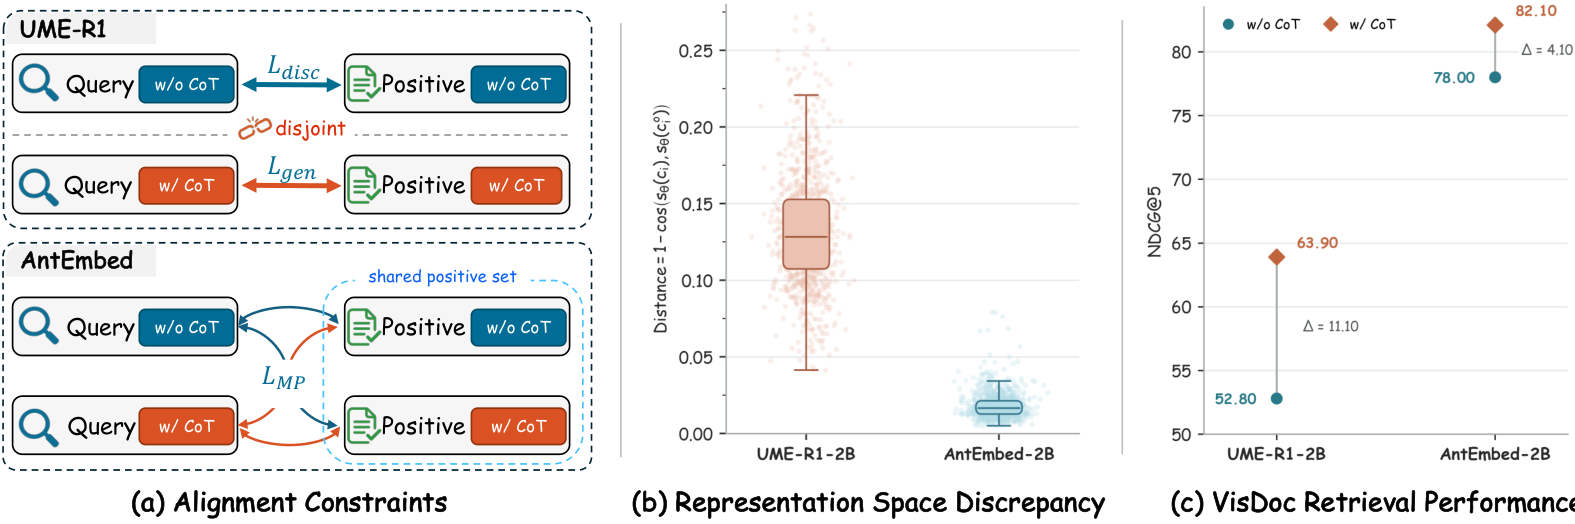 UME-R1
Query w/o CoT
L_disc
Positive w/o CoT
disjoint
Query w/ CoT
L_gen
Positive w/ CoT
AntEmbed
shared positive set
Query w/o CoT
Positive w/o CoT
L_MP
Query w/ CoT
Positive w/ CoT
(a) Alignment Constraints
Distance = 1 - cos(s_θ(c_i), s_θ(c_i^o))
0.25
0.20
0.15
0.10
0.05
0.00
UME-R1-2B
AntEmbed-2B
(b) Representation Space Discrepancy
w/o CoT
w/ CoT
82.10
Δ = 4.10
78.00
NDCG@5
80
75
70
65
60
55
50
63.90
Δ = 11.10
52.80
UME-R1-2B
AntEmbed-2B
(c) VisDoc Retrieval Performance